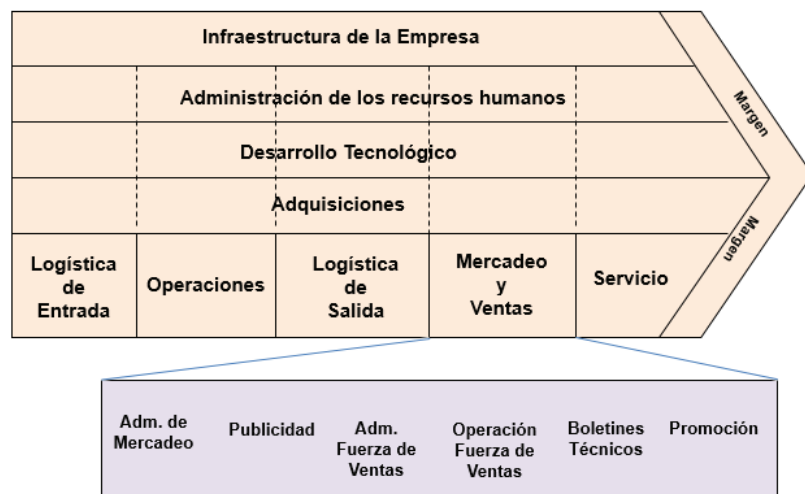 Infraestructura de la Empresa
Administración de los recursos humanos
Desarrollo Tecnológico
Adquisiciones
Margen
Margen
Logística
de
Entrada
Operaciones
Logística
de
Salida
Mercadeo
y
Ventas
Servicio
Adm. de
Mercadeo
Publicidad
Adm.
Fuerza de
Ventas
Operación
Fuerza de
Ventas
Boletines
Técnicos
Promoción